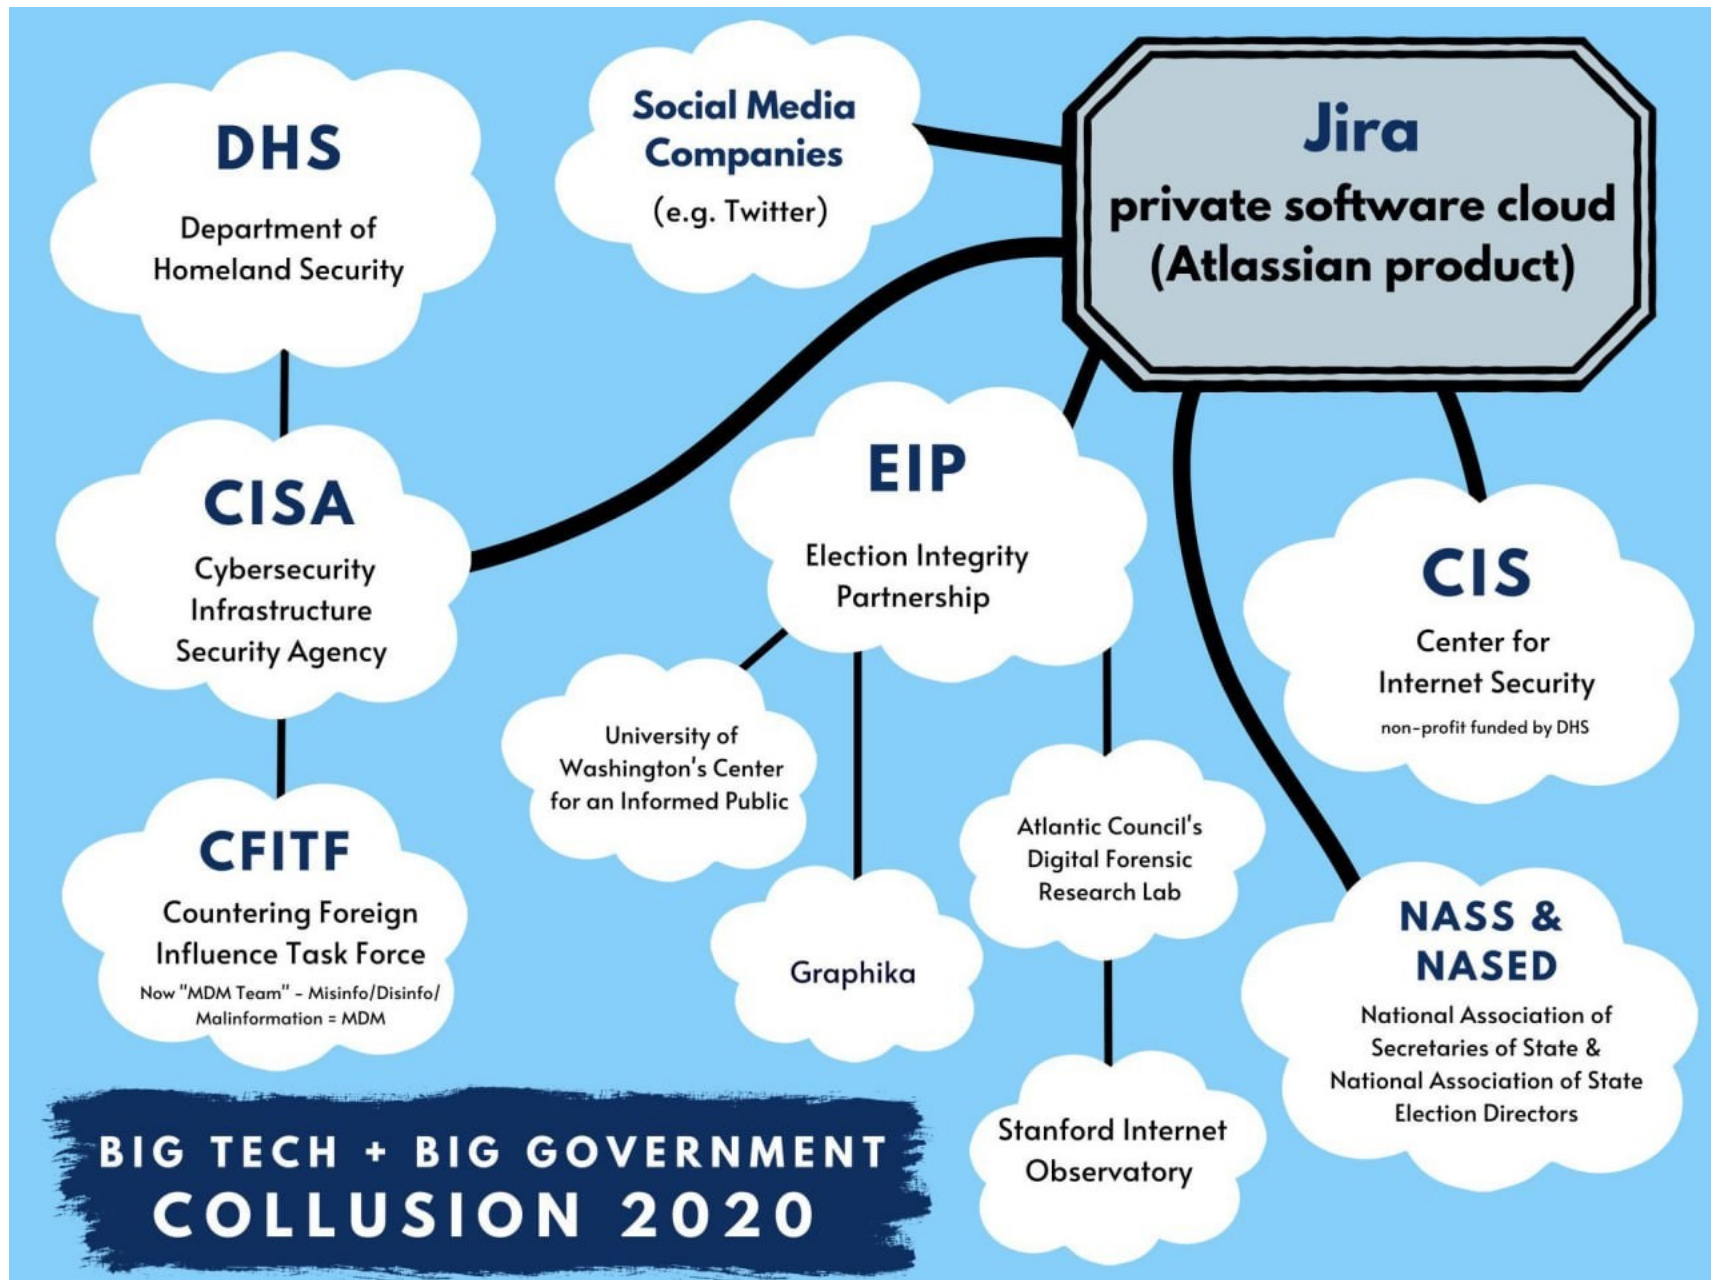 DHS
Department of
Homeland Security
Social Media
Companies
(e.g. Twitter)
Jira
private software cloud
(Atlassian product)
CISA
Cybersecurity
Infrastructure
Security Agency
EIP
Election Integrity
Partnership
CIS
Center for
Internet Security
non-profit funded by DHS
University of
Washington's Center
for an Informed Public
CFITF
Countering Foreign
Influence Task Force
Now "MDM Team" - Misinfo/Disinfo/
Malinformation = MDM
Graphika
Atlantic Council's
Digital Forensic
Research Lab
NASS &
NASED
National Association of
Secretaries of State &
National Association of State
Election Directors
Stanford Internet
Observatory
BIG TECH + BIG GOVERNMENT
COLLUSION 2020